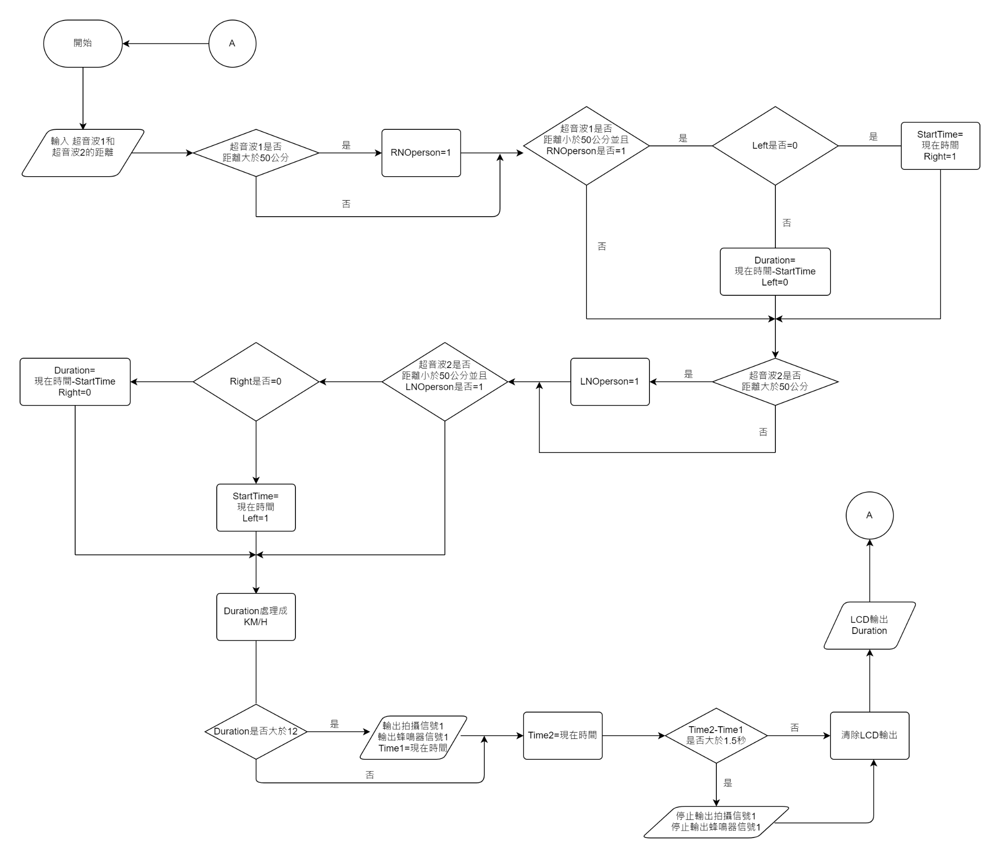 開始
A
輸入 超音波1和
超音波2的距離
超音波1是否
距離大於50公分
是
否
RNOperson=1
超音波1是否
距離小於50公分並且
RNOperson是否=1
是
否
Left是否=0
是
否
StartTime=
現在時間
Right=1
Duration=
現在時間-StartTime
Left=0
超音波2是否
距離大於50公分
是
否
LNOperson=1
超音波2是否
距離小於50公分並且
LNOperson是否=1
Right是否=0
Duration=
現在時間-StartTime
Right=0
StartTime=
現在時間
Left=1
Duration處理成
KM/H
Duration是否大於12
是
否
輸出拍攝信號1
輸出蜂鳴器信號1
Time1=現在時間
Time2=現在時間
Time2-Time1
是否大於1.5秒
否
是
停止輸出拍攝信號1
停止輸出蜂鳴器信號1
清除LCD輸出
LCD輸出
Duration
A